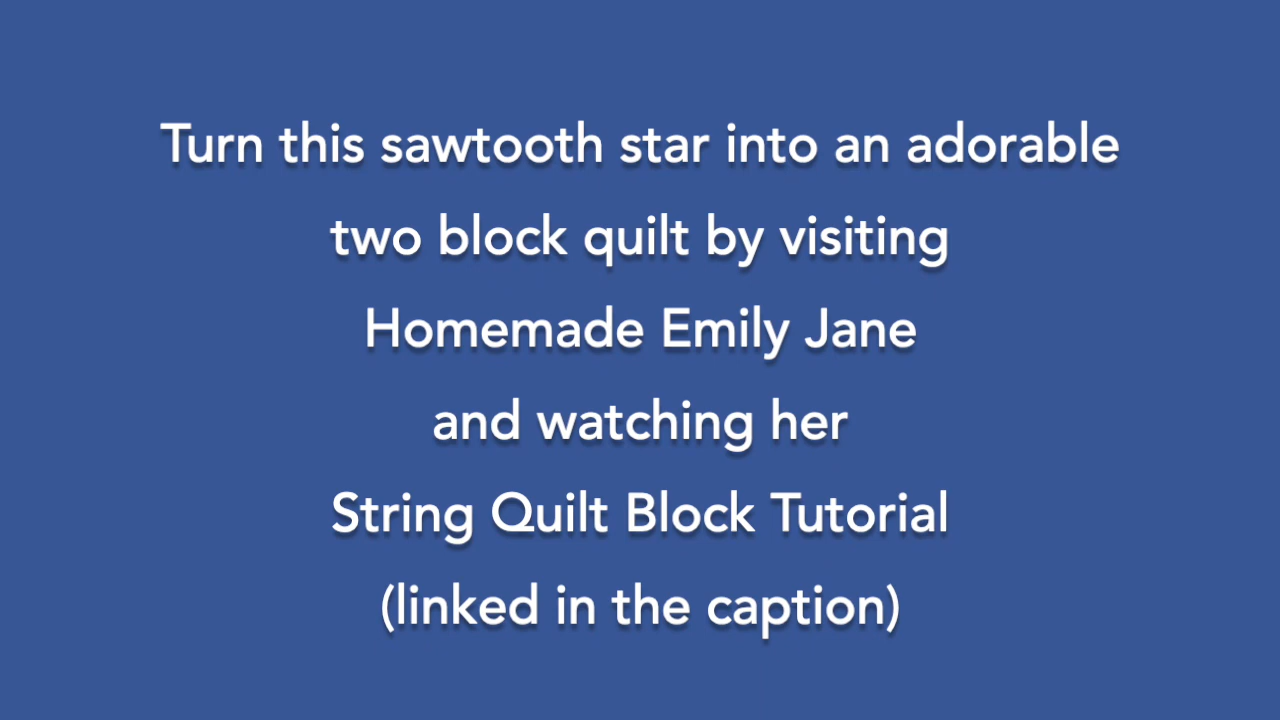 Turn this sawtooth star into an adorable
two block quilt by visiting
Homemade Emily Jane
and watching her
String Quilt Block Tutorial
(linked in the caption)